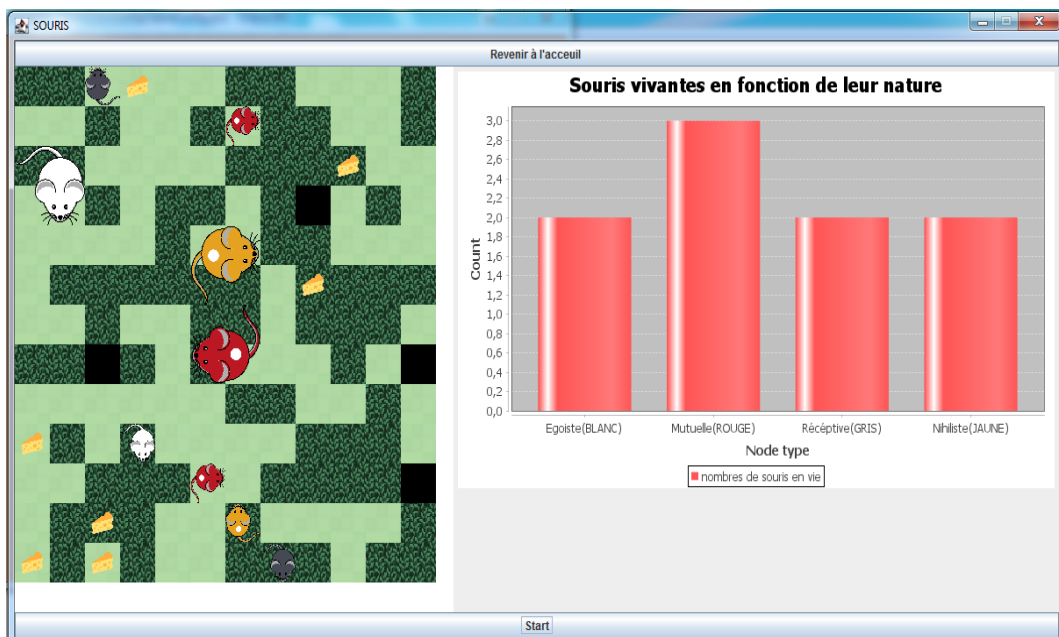 SOURIS
Revenir à l'acceuil
Souris vivantes en fonction de leur nature
3,0
2,8
2,6
2,4
2,2
2,0
1,8
1,6
1,4
1,2
1,0
0,8
0,6
0,4
0,2
0,0
Count
Egoiste(BLANC) Mutuelle(ROUGE) Récéptive(GRIS) Nihiliste(JAUNE)
Node type
nombres de souris en vie
Start